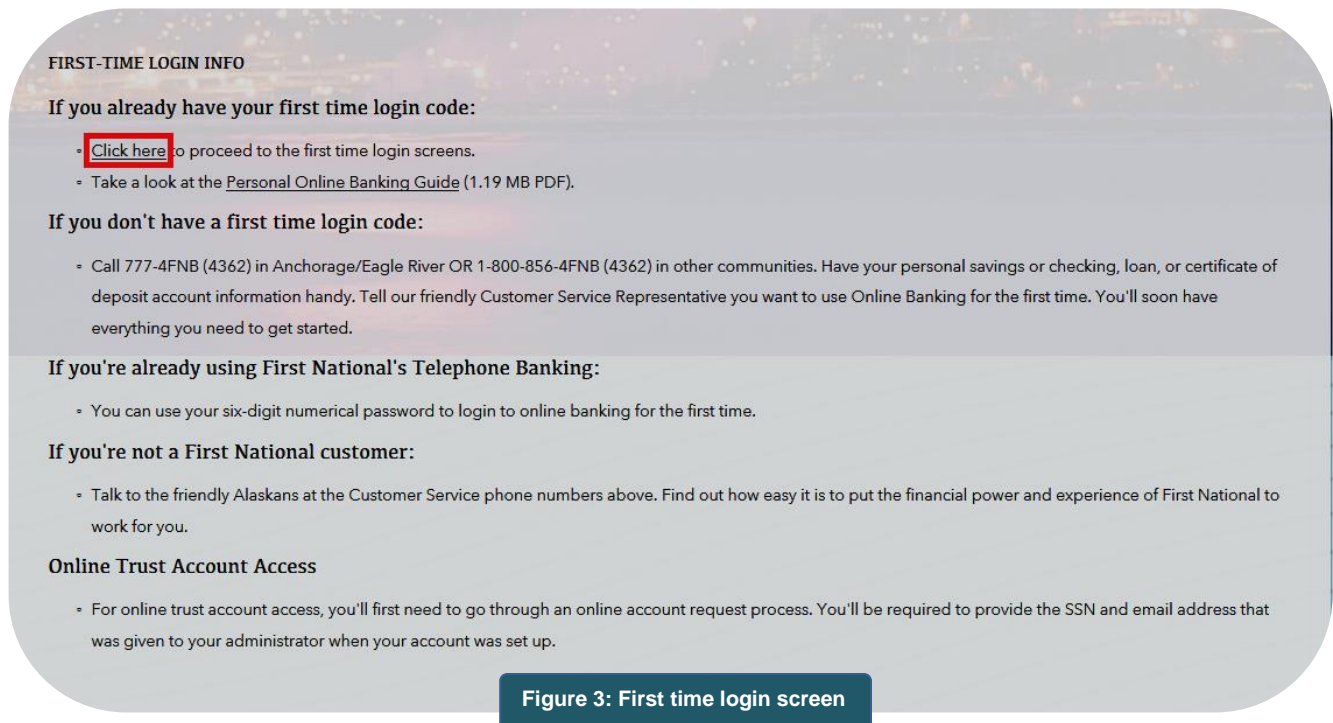 FIRST-TIME LOGIN INFO
If you already have your first time login code:
▫ Click here to proceed to the first time login screens.
▫ Take a look at the Personal Online Banking Guide (1.19 MB PDF).
If you don't have a first time login code:
▫ Call 777-4FNB (4362) in Anchorage/Eagle River OR 1-800-856-4FNB (4362) in other communities. Have your personal savings or checking, loan, or certificate of
deposit account information handy. Tell our friendly Customer Service Representative you want to use Online Banking for the first time. You'll soon have
everything you need to get started.
If you're already using First National's Telephone Banking:
▫ You can use your six-digit numerical password to login to online banking for the first time.
If you're not a First National customer:
▫ Talk to the friendly Alaskans at the Customer Service phone numbers above. Find out how easy it is to put the financial power and experience of First National to
work for you.
Online Trust Account Access
▫ For online trust account access, you'll first need to go through an online account request process. You'll be required to provide the SSN and email address that
was given to your administrator when your account was set up.
Figure 3: First time login screen